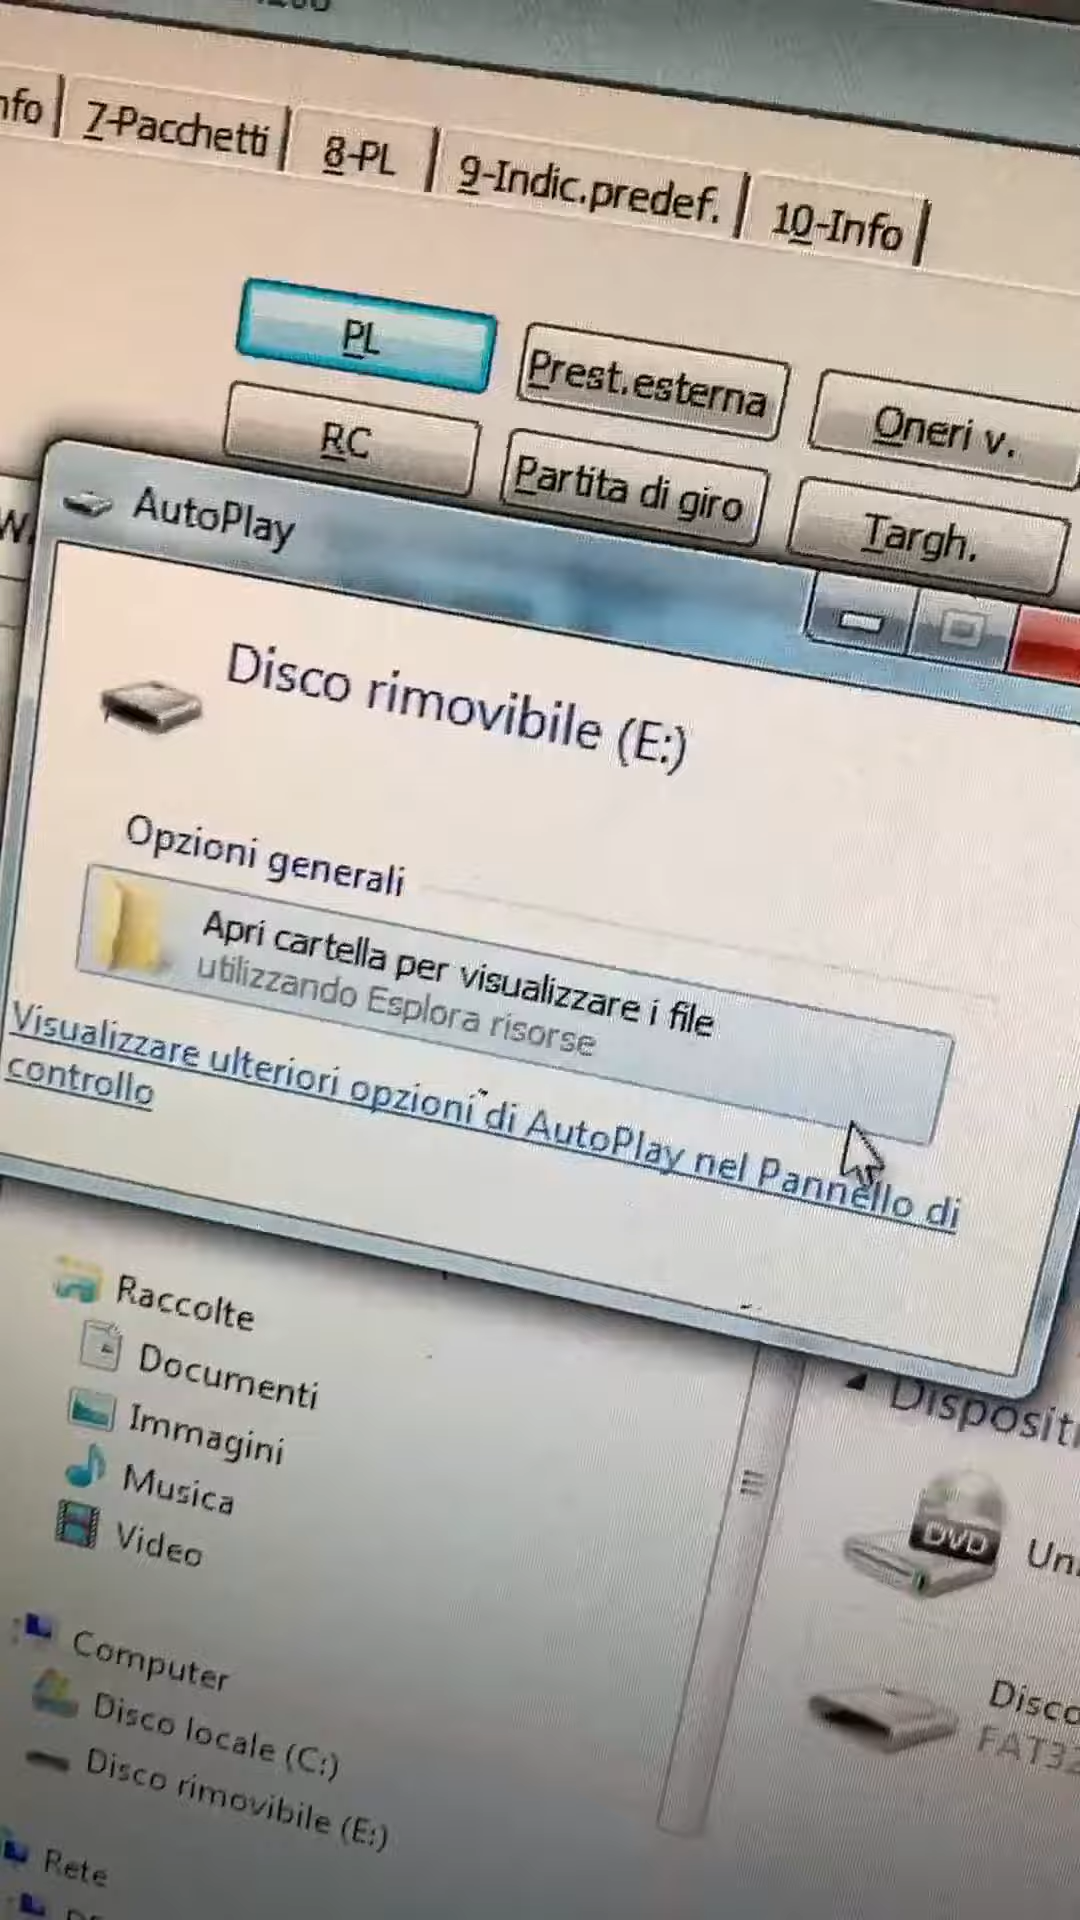 7-Pacchetti
8-PL
9-Indic.predef.
10-Info
PL
Prest.esterna
Oneri v.
RC
Partita di giro
Targh.
AutoPlay
Disco rimovibile (E:)
Opzioni generali
Apri cartella per visualizzare i file
utilizzando Esplora risorse
Visualizzare ulteriori opzioni di AutoPlay nel Pannello di
controllo
Raccolte
Documenti
Immagini
Musica
Video
Computer
Disco locale (C:)
Disco rimovibile (E:)
Rete
Dispositi
DVD
Disco
FAT32